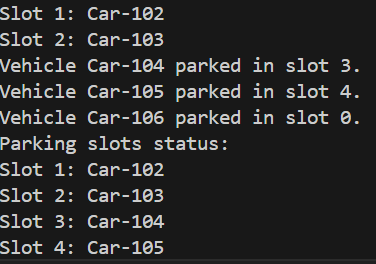 Slot 1: Car-102
Slot 2: Car-103
Vehicle Car-104 parked in slot 3.
Vehicle Car-105 parked in slot 4.
Vehicle Car-106 parked in slot 0.
Parking slots status:
Slot 1: Car-102
Slot 2: Car-103
Slot 3: Car-104
Slot 4: Car-105